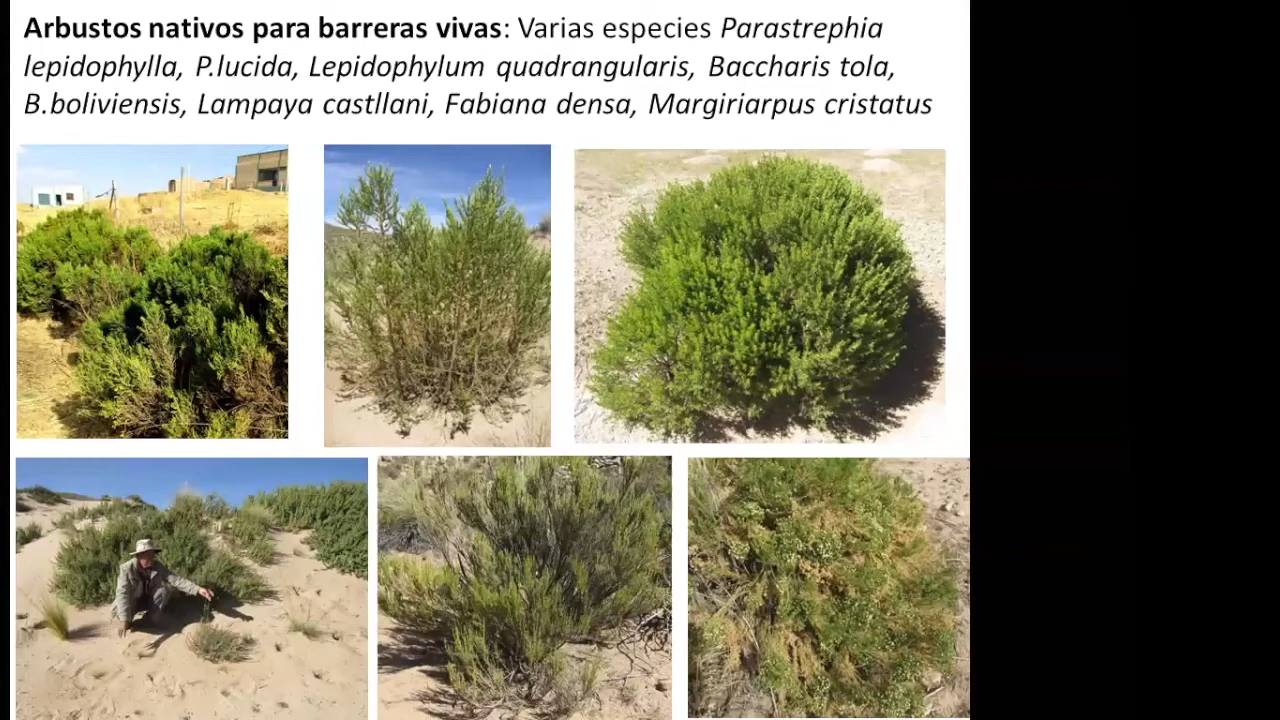 Arbustos nativos para barreras vivas: Varias especies Parastrephia
lepidophylla, P.lucida, Lepidophylum quadrangularis, Baccharis tola,
B.boliviensis, Lampaya castllani, Fabiana densa, Margiriarpus cristatus